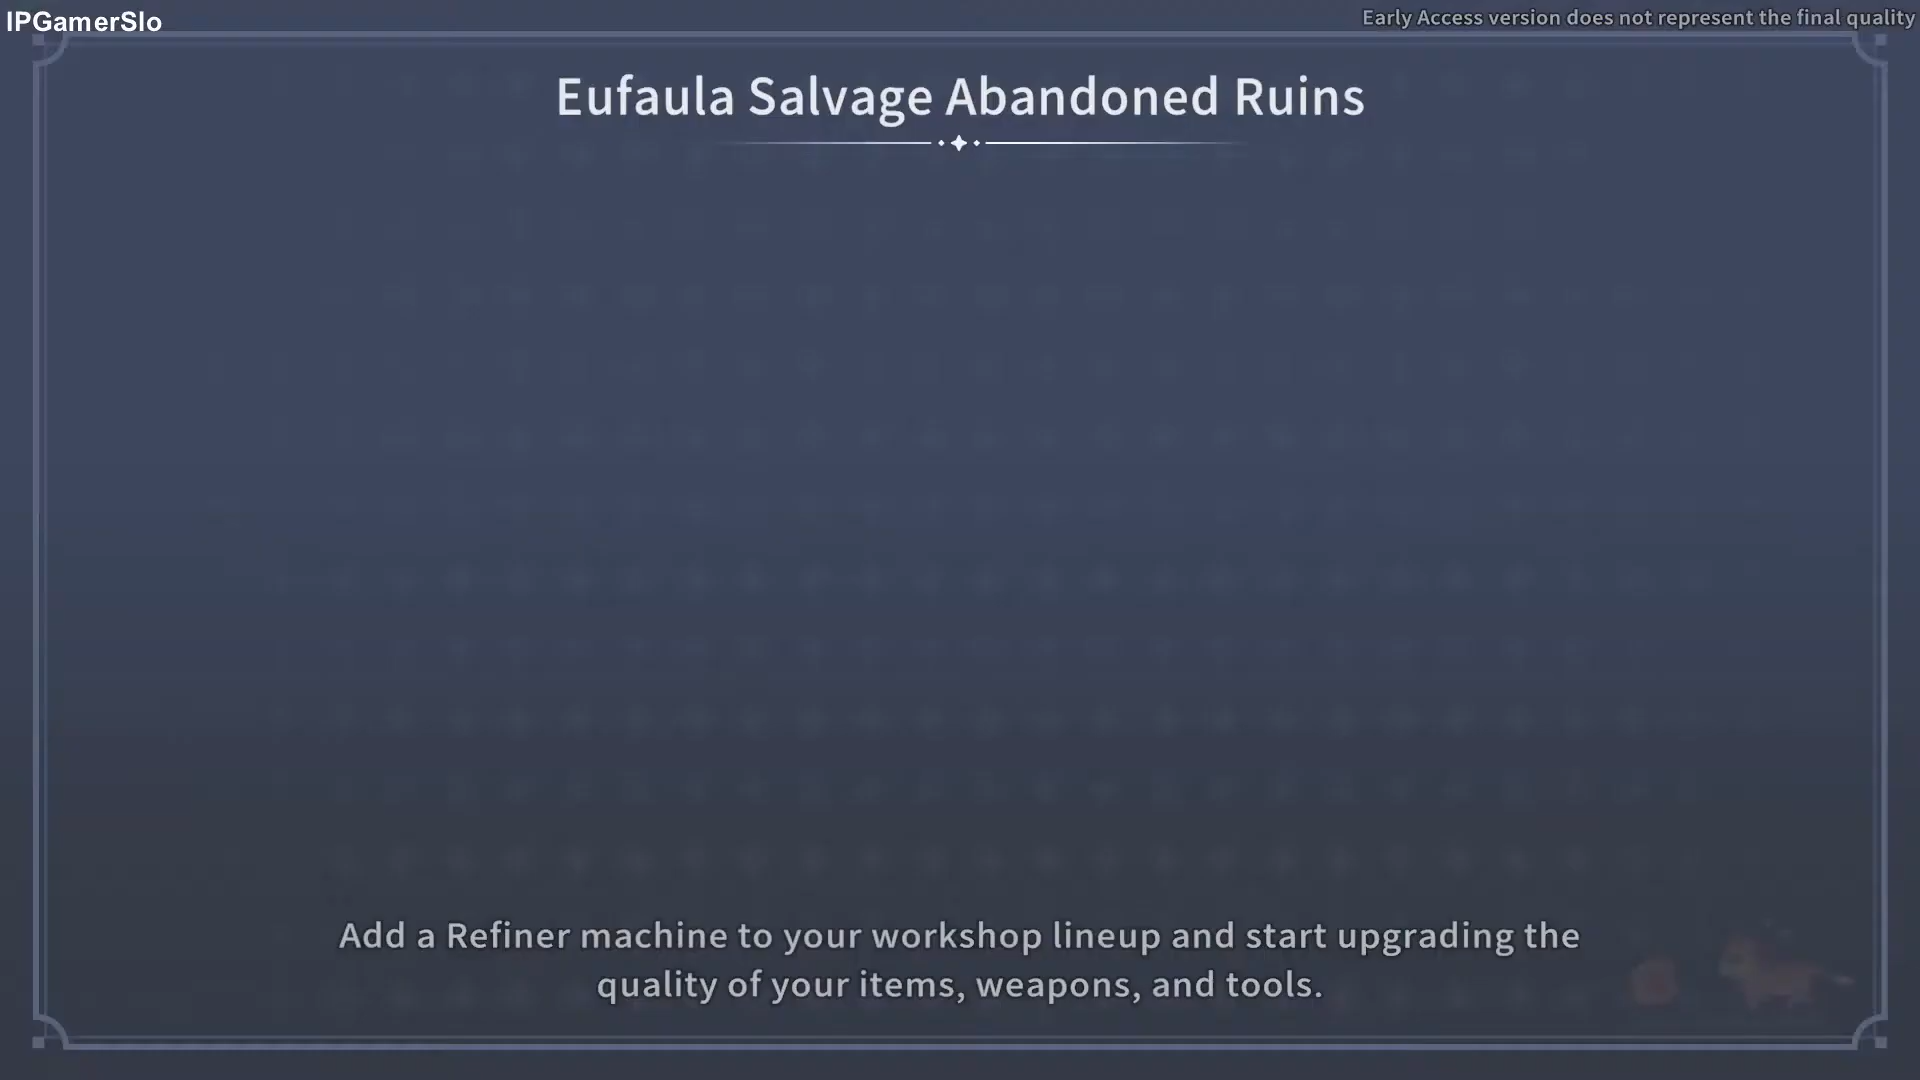 IPGamerSlo
Early Access version does not represent the final quality
Eufaula Salvage Abandoned Ruins
Add a Refiner machine to your workshop lineup and start upgrading the
quality of your items, weapons, and tools.